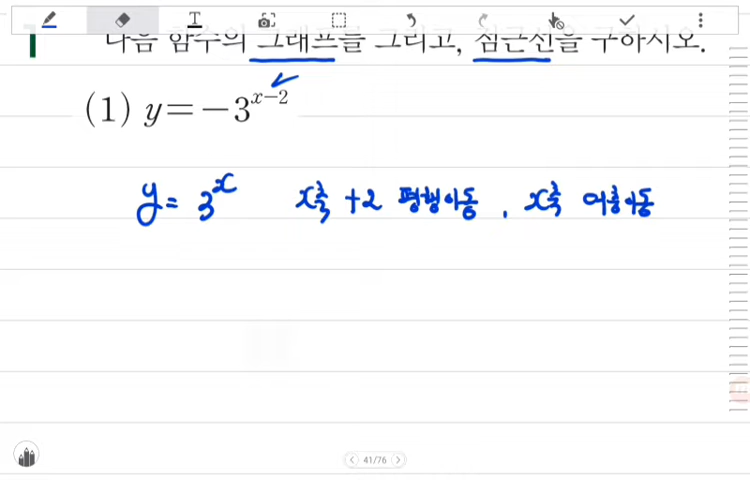 1 다음 함수의 그래프를 그리고, 점근선을 구하시오.
(1) y=-3^{x-2}
y= 3^x x축 +2 평행이동, x축 대칭이동
41/76